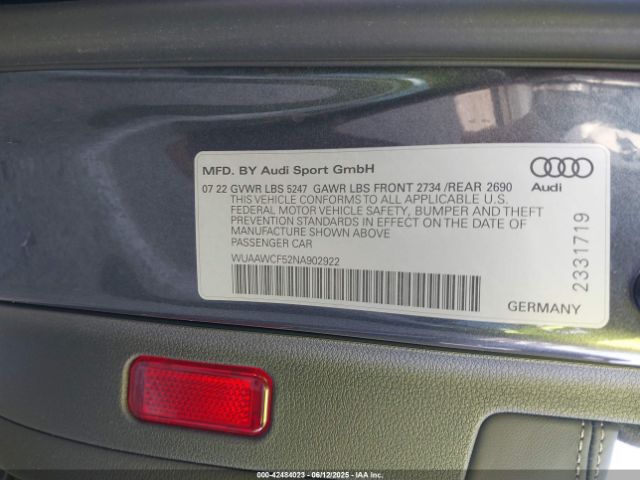 MFD. BY Audi Sport GmbH
07 22 GVWR LBS 5247 GAWR LBS FRONT 2734 /REAR 2690
THIS VEHICLE CONFORMS TO ALL APPLICABLE U.S.
FEDERAL MOTOR VEHICLE SAFETY, BUMPER AND THEFT
PREVENTION STANDARDS IN EFFECT ON THE DATE OF
MANUFACTURE SHOWN ABOVE
PASSENGER CAR
WUAAWCF52NA902922
Audi
2331719
GERMANY
000-42484023 - 06/12/2025 - IAAI.com